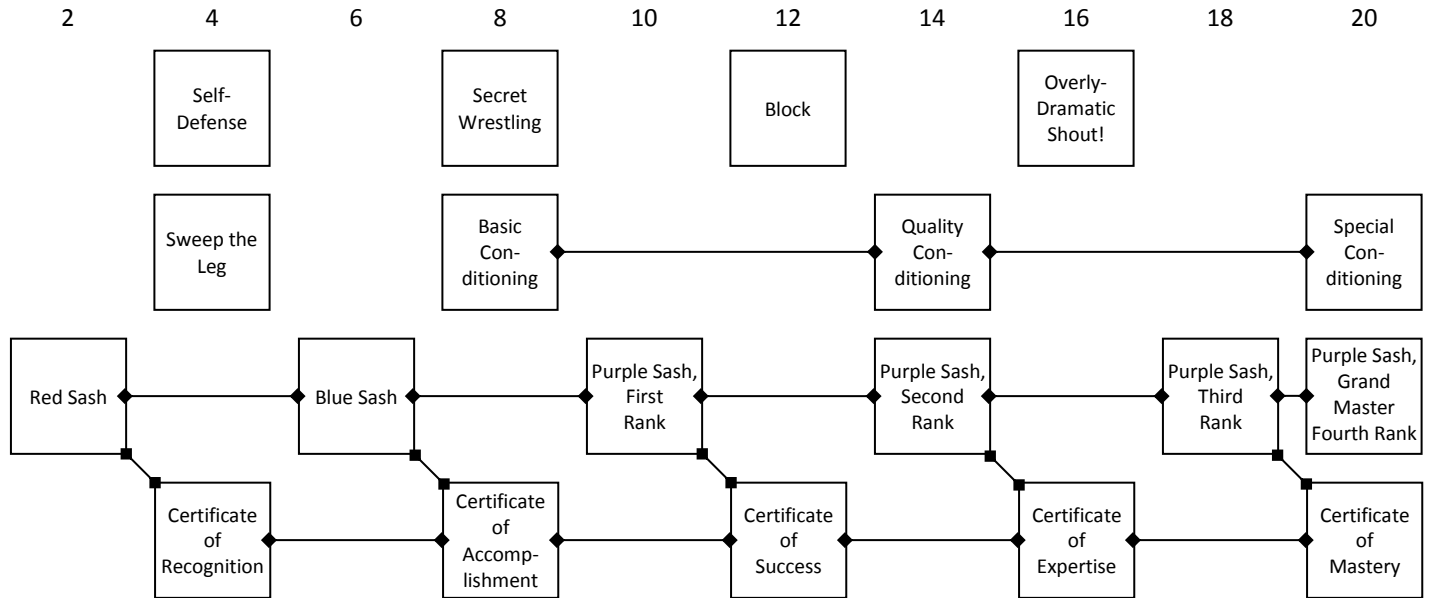 2 4 6 8 10 12 14 16 18 20
Self-
Defense
Secret
Wrestling
Block
Overly-
Dramatic
Shout!
Sweep the
Leg
Basic
Con-
ditioning
Quality
Con-
ditioning
Special
Con-
ditioning
Red Sash
Blue Sash
Purple Sash,
First
Rank
Purple Sash,
Second
Rank
Purple Sash,
Third
Rank
Purple Sash,
Grand
Master
Fourth Rank
Certificate
of
Recognition
Certificate
of
Accomp-
lishment
Certificate
of
Success
Certificate
of
Expertise
Certificate
of
Mastery